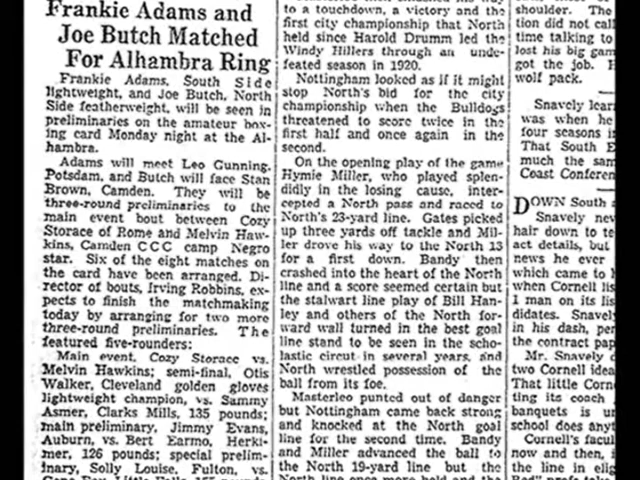 Frankie Adams and
Joe Butch Matched
For Alhambra Ring
Frankie Adams, South Side
lightweight, and Joe Butch, North
Side featherweight, will be seen in
preliminaries on the amateur box-
ing card Monday night at the Al-
hambra.
Adams will meet Leo Gunning,
Potsdam, and Butch will face Stan
Brown, Camden. They will be
three-round preliminaries to the
main event bout between Cozy
Storace of Rome and Melvin Haw-
kins, Camden CCC camp Negro
star. Six of the eight matches on
the card have been arranged. Di-
rector of bouts, Irving Robbins, ex-
pects to finish the matchmaking
today by arranging for two more
three-round preliminaries. The
featured five-rounders:
Main event, Cozy Storace vs.
Melvin Hawkins; semi-final, Otis
Walker, Cleveland golden gloves
lightweight champion, vs. Sammy
Asmer, Clarks Mills, 135 pounds;
main preliminary, Jimmy Evans,
Auburn, vs. Bert Earmo, Herki-
mer, 126 pounds; special prelim-
inary, Solly Louise, Fulton, vs.
to a touchdown, a victory and the
first city championship that North
held since Harold Drumm led the
Windy Hillers through an unde-
feated season in 1920.
Nottingham looked as if it might
stop North's bid for the city
championship when the Bulldogs
threatened to score twice in the
first half and once again in the
second.
On the opening play of the game
Hymie Miller, who played splen-
didly in the losing cause, inter-
cepted a North pass and raced to
North's 23-yard line. Gates picked
up three yards off tackle and Mil-
ler drove his way to the North 13
for a first down. Bandy then
crashed into the heart of the North
line and a score seemed certain but
the stalwart line play of Bill Han-
ley and others of the North for-
ward wall turned in the best goal
line stand to be seen in the scho-
lastic circut in several years, and
North wrestled possession of the
ball from its foe.
Masterleo punted out of danger
but Nottingham came back strong
and knocked at the North goal
line for the second time. Bandy
and Miller advanced the ball to
the North 19-yard line but the
shoulder. The
tion did not call
time talking to
lost his big gam
got the job. H
wolf pack.
Snavely lear
was when he
four seasons i
That South E
much the sam
Coast Conferen
DOWN South
Snavely nev
hair down to te
act details, but
news he ever
which came to
when Cornell lis
1 man on its lis
didates. Snavely
in his dash, per
the contract pap
Mr. Snavely
two Cornell idea
That little Corn
ting its coach
banquets is u
school does anyt
Cornell's facul
now and then, i
the line in elig